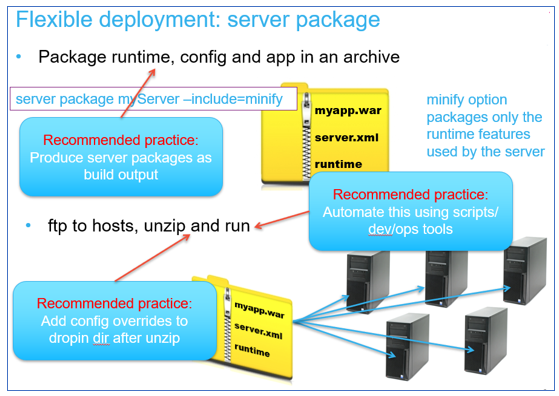 Flexible deployment: server package
• Package runtime, config and app in an archive
server package myServer –include=minify
myapp.war
server.xml
runtime
minify option
packages only the
runtime features
used by the server
Recommended practice:
Produce server packages as
build output
Recommended practice:
Automate this using scripts/
dev/ops tools
• ftp to hosts, unzip and run
Recommended practice:
Add config overrides to
dropin dir after unzip
myapp.war
server.xml
runtime